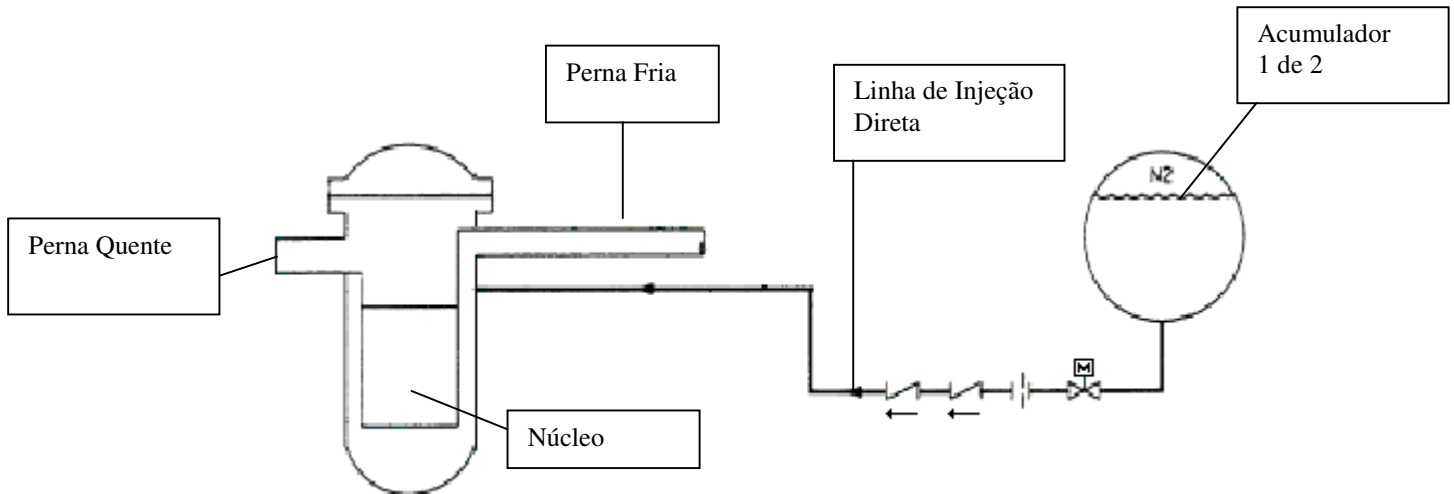 Acumulador
1 de 2
Perna Fria
Linha de Injeção
Direta
N2
Perna Quente
M
Núcleo